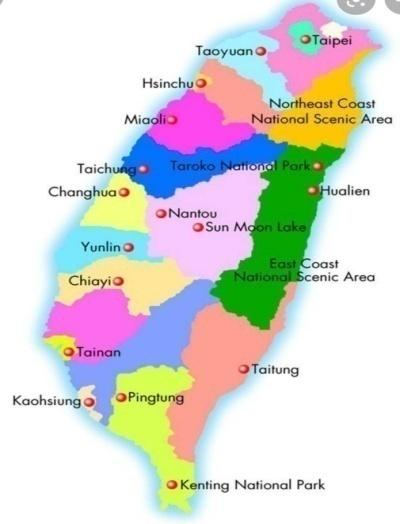 Taipei
Taoyuan
Hsinchu
Northeast Coast
National Scenic Area
Miaoli
Taichung
Taroko National Park
Changhua
Hualien
Nantou
Sun Moon Lake
Yunlin
East Coast
National Scenic Area
Chiayi
Tainan
Taitung
Kaohsiung
Pingtung
Kenting National Park